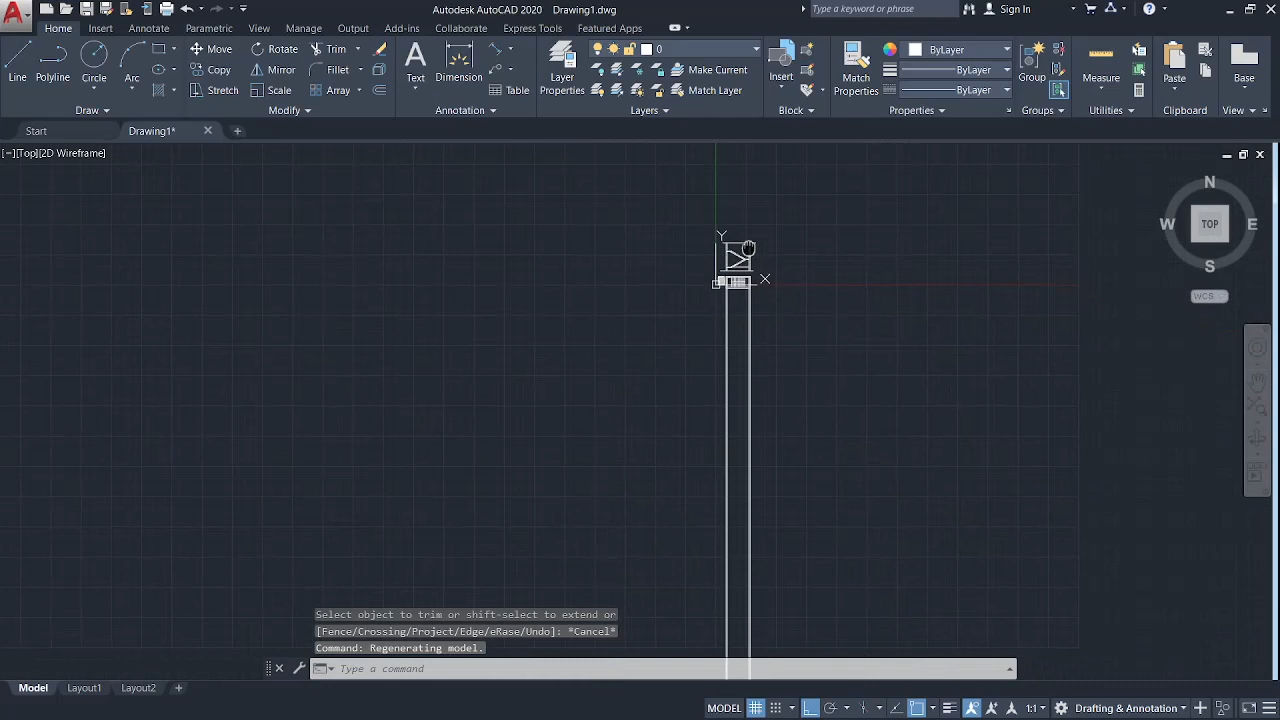 Autodesk AutoCAD 2020 Drawing1.dwg
Type a keyword or phrase
Sign In
Home Insert Annotate Parametric View Manage Output Add-ins Collaborate Express Tools Featured Apps
Line Polyline Circle Arc
Move Rotate Trim
Copy Mirror Fillet
Stretch Scale Array
Text Dimension Table
Layer Properties
0
Make Current
Match Layer
Insert
Match Properties
ByLayer
ByLayer
ByLayer
Group Measure Paste Base
Draw Modify Annotation Layers Block Properties Groups Utilities Clipboard View
Start Drawing1*
[−][Top][2D Wireframe]
N
W TOP E
S
WCS
Y
X
Select object to trim or shift-select to extend or
[Fence/Crossing/Project/Edge/eRase/Undo]: *Cancel*
Command: Regenerating model.
Type a command
Model Layout1 Layout2
MODEL 1:1 Drafting & Annotation